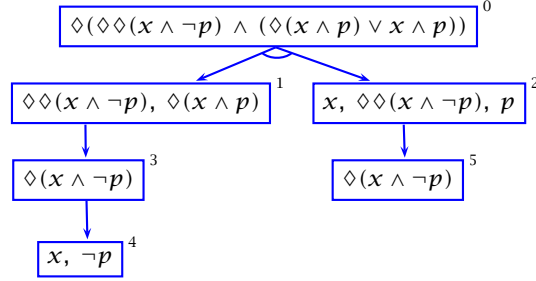 ◊(◊◊(x ∧ ¬p) ∧ (◊(x ∧ p) ∨ x ∧ p)) 0
◊◊(x ∧ ¬p), ◊(x ∧ p) 1
x, ◊◊(x ∧ ¬p), p 2
◊(x ∧ ¬p) 3
◊(x ∧ ¬p) 5
x, ¬p 4